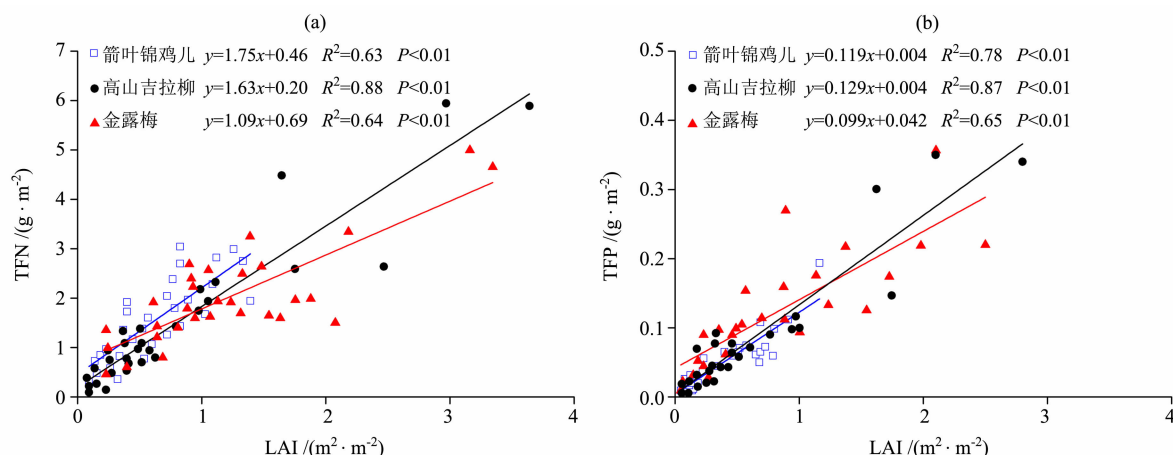 (a)
箭叶锦鸡儿 y=1.75x+0.46 R²=0.63 P<0.01
高山吉拉柳 y=1.63x+0.20 R²=0.88 P<0.01
金露梅 y=1.09x+0.69 R²=0.64 P<0.01
TFN /(g · m⁻²)
7
6
5
4
3
2
1
0
0 1 2 3 4
LAI /(m² · m⁻²)
(b)
箭叶锦鸡儿 y=0.119x+0.004 R²=0.78 P<0.01
高山吉拉柳 y=0.129x+0.004 R²=0.87 P<0.01
金露梅 y=0.099x+0.042 R²=0.65 P<0.01
TFP /(g · m⁻²)
0.5
0.4
0.3
0.2
0.1
0.0
0 1 2 3 4
LAI /(m² · m⁻²)